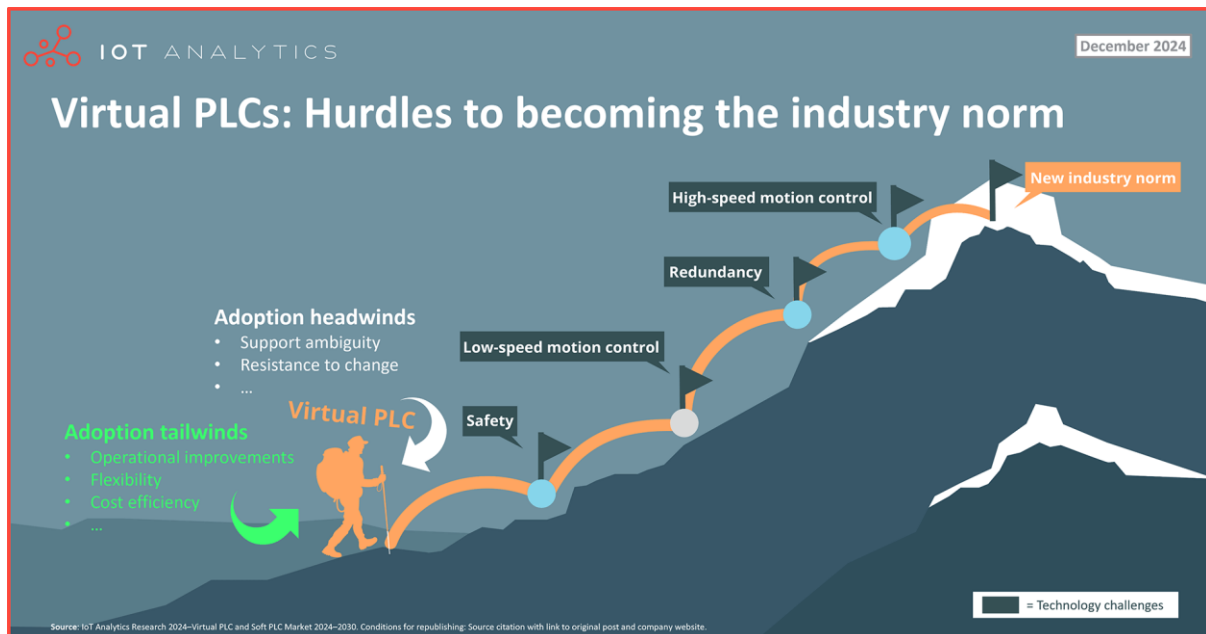 IOT ANALYTICS
December 2024
Virtual PLCs: Hurdles to becoming the industry norm
New industry norm
High-speed motion control
Redundancy
Low-speed motion control
Safety
Adoption headwinds
• Support ambiguity
• Resistance to change
• ...
Virtual PLC
Adoption tailwinds
• Operational improvements
• Flexibility
• Cost efficiency
• ...
= Technology challenges
Source: IoT Analytics Research 2024–Virtual PLC and Soft PLC Market 2024–2030. Conditions for republishing: Source citation with link to original post and company website.